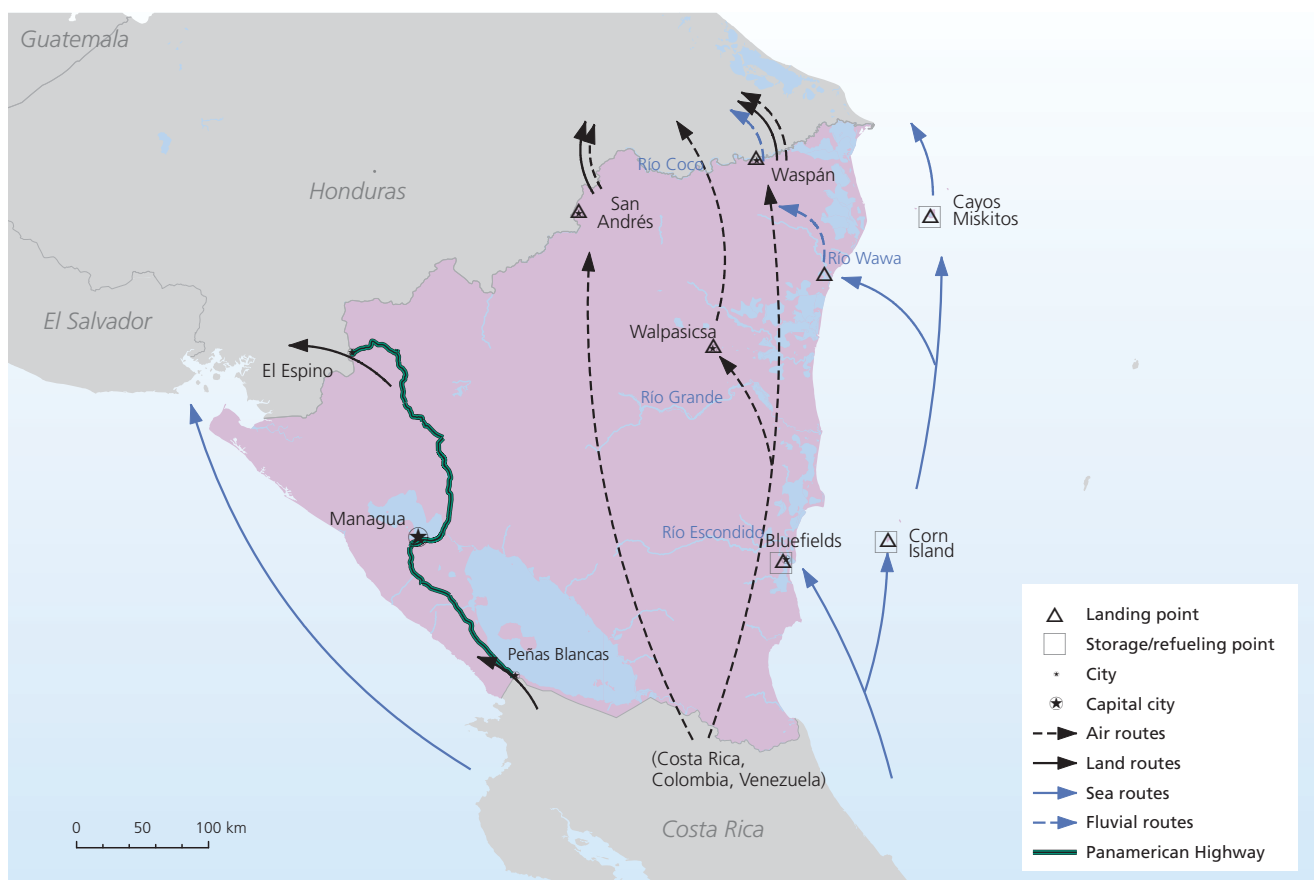 Guatemala
Honduras
El Salvador
Río Coco
Waspán
San
Andrés
Cayos
Miskitos
Río Wawa
Walpasicsa
El Espino
Río Grande
Managua
Río Escondido
Bluefields
Corn
Island
Peñas Blancas
(Costa Rica,
Colombia, Venezuela)
Costa Rica
0 50 100 km
Landing point
Storage/refueling point
City
Capital city
Air routes
Land routes
Sea routes
Fluvial routes
Panamerican Highway